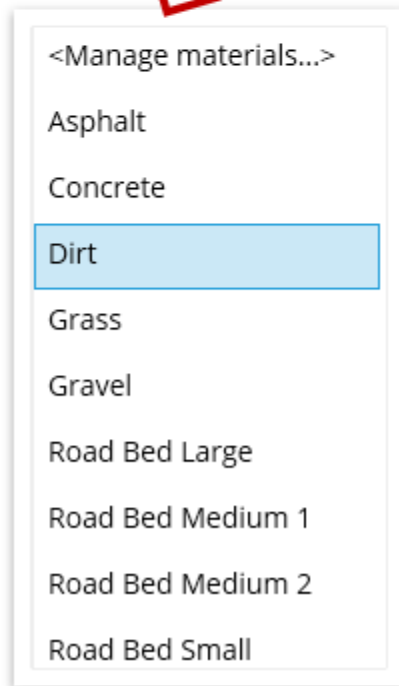 <Manage materials...>
Asphalt
Concrete
Dirt
Grass
Gravel
Road Bed Large
Road Bed Medium 1
Road Bed Medium 2
Road Bed Small